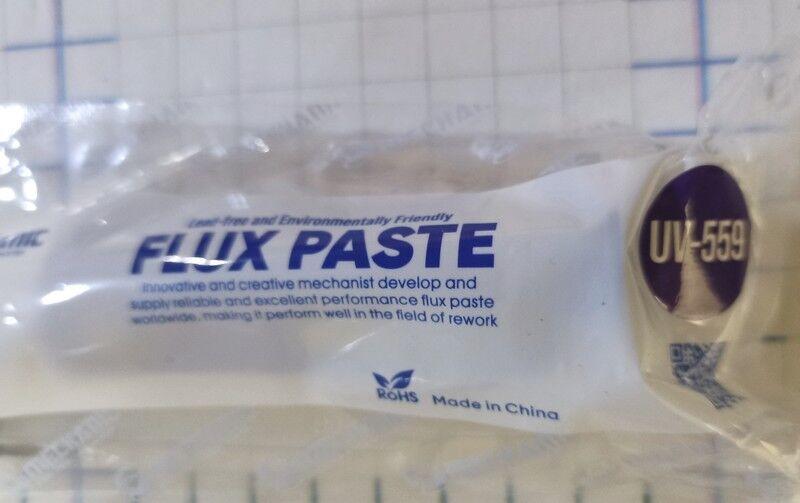 Lead-free and Environmentally Friendly
FLUX PASTE
Innovative and creative mechanist develop and
supply reliable and excellent performance flux paste
worldwide, making it perform well in the field of rework
UV-559
RoHS Made in China